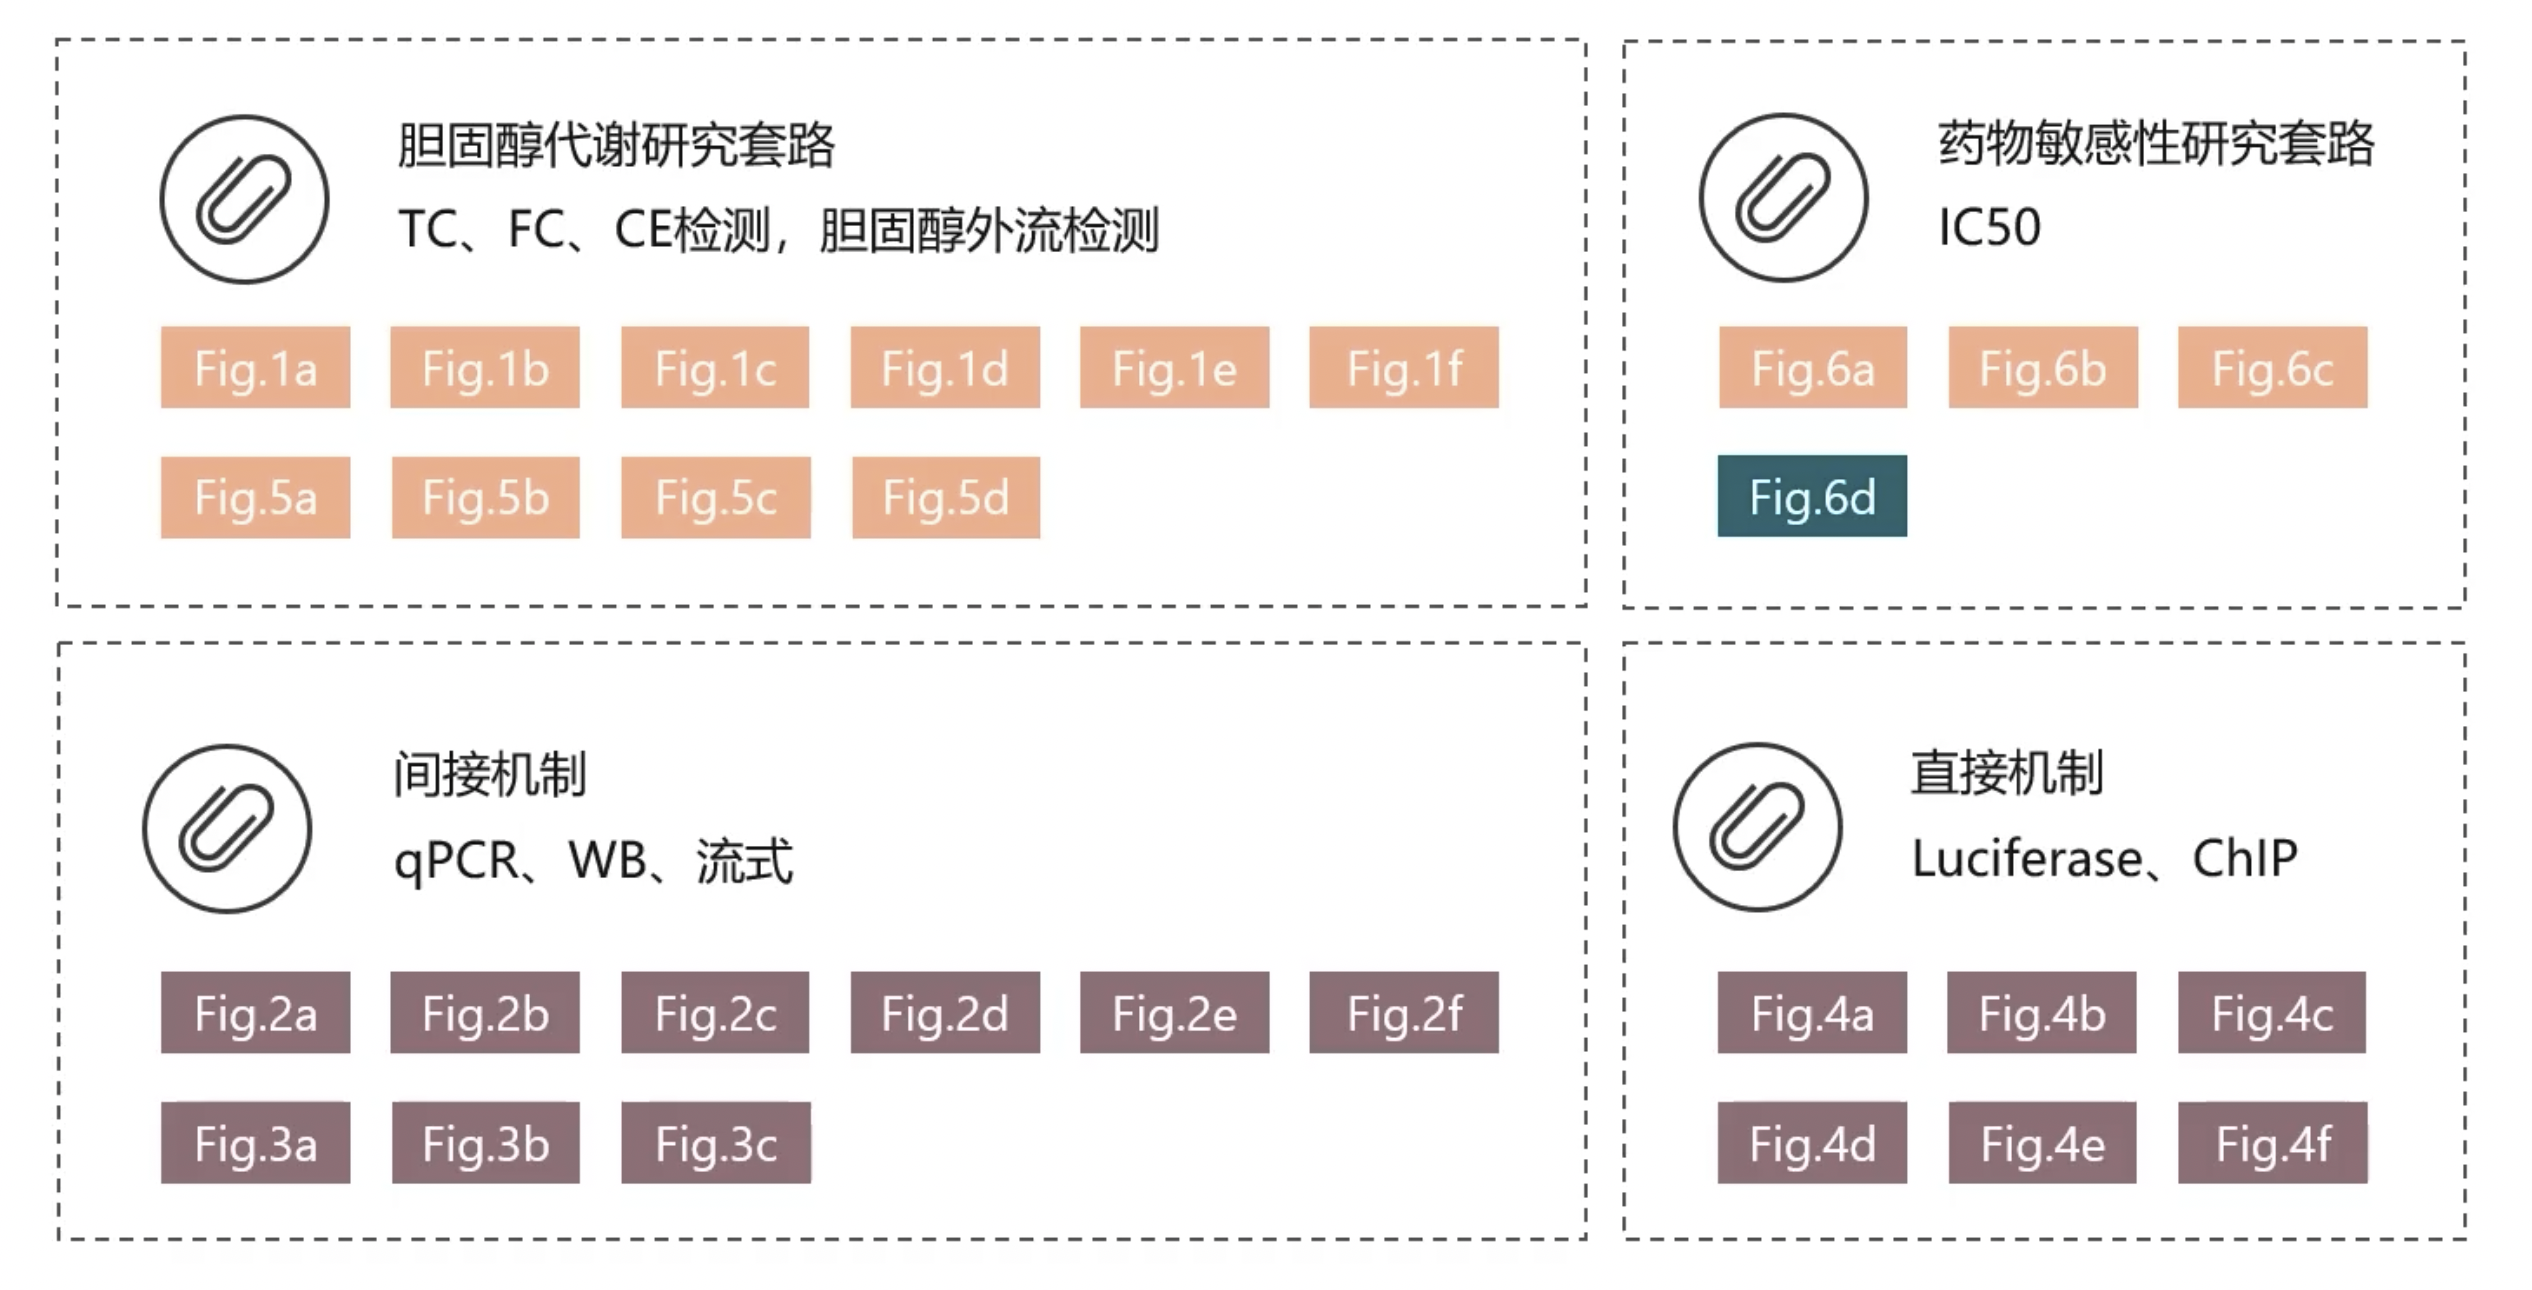 胆固醇代谢研究套路
TC、FC、CE检测，胆固醇外流检测
Fig.1a Fig.1b Fig.1c Fig.1d Fig.1e Fig.1f
Fig.5a Fig.5b Fig.5c Fig.5d
药物敏感性研究套路
IC50
Fig.6a Fig.6b Fig.6c
Fig.6d
间接机制
qPCR、WB、流式
Fig.2a Fig.2b Fig.2c Fig.2d Fig.2e Fig.2f
Fig.3a Fig.3b Fig.3c
直接机制
Luciferase、ChIP
Fig.4a Fig.4b Fig.4c
Fig.4d Fig.4e Fig.4f